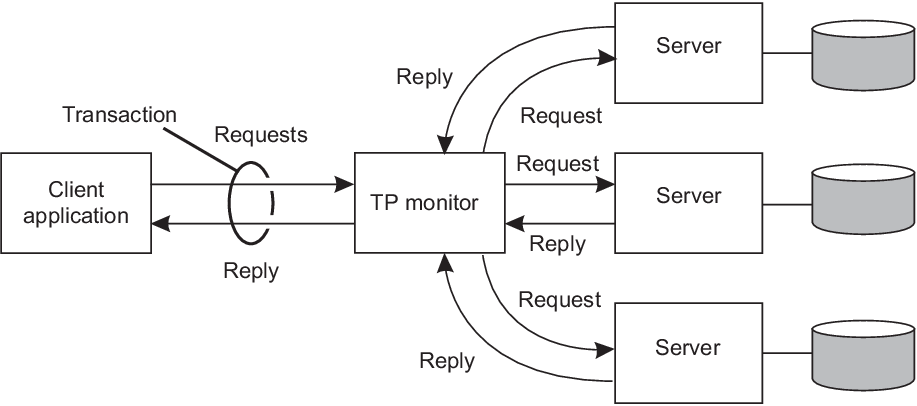 Server
Reply
Transaction
Requests
Request
Request
Client
application
TP monitor
Server
Reply
Reply
Request
Server
Reply